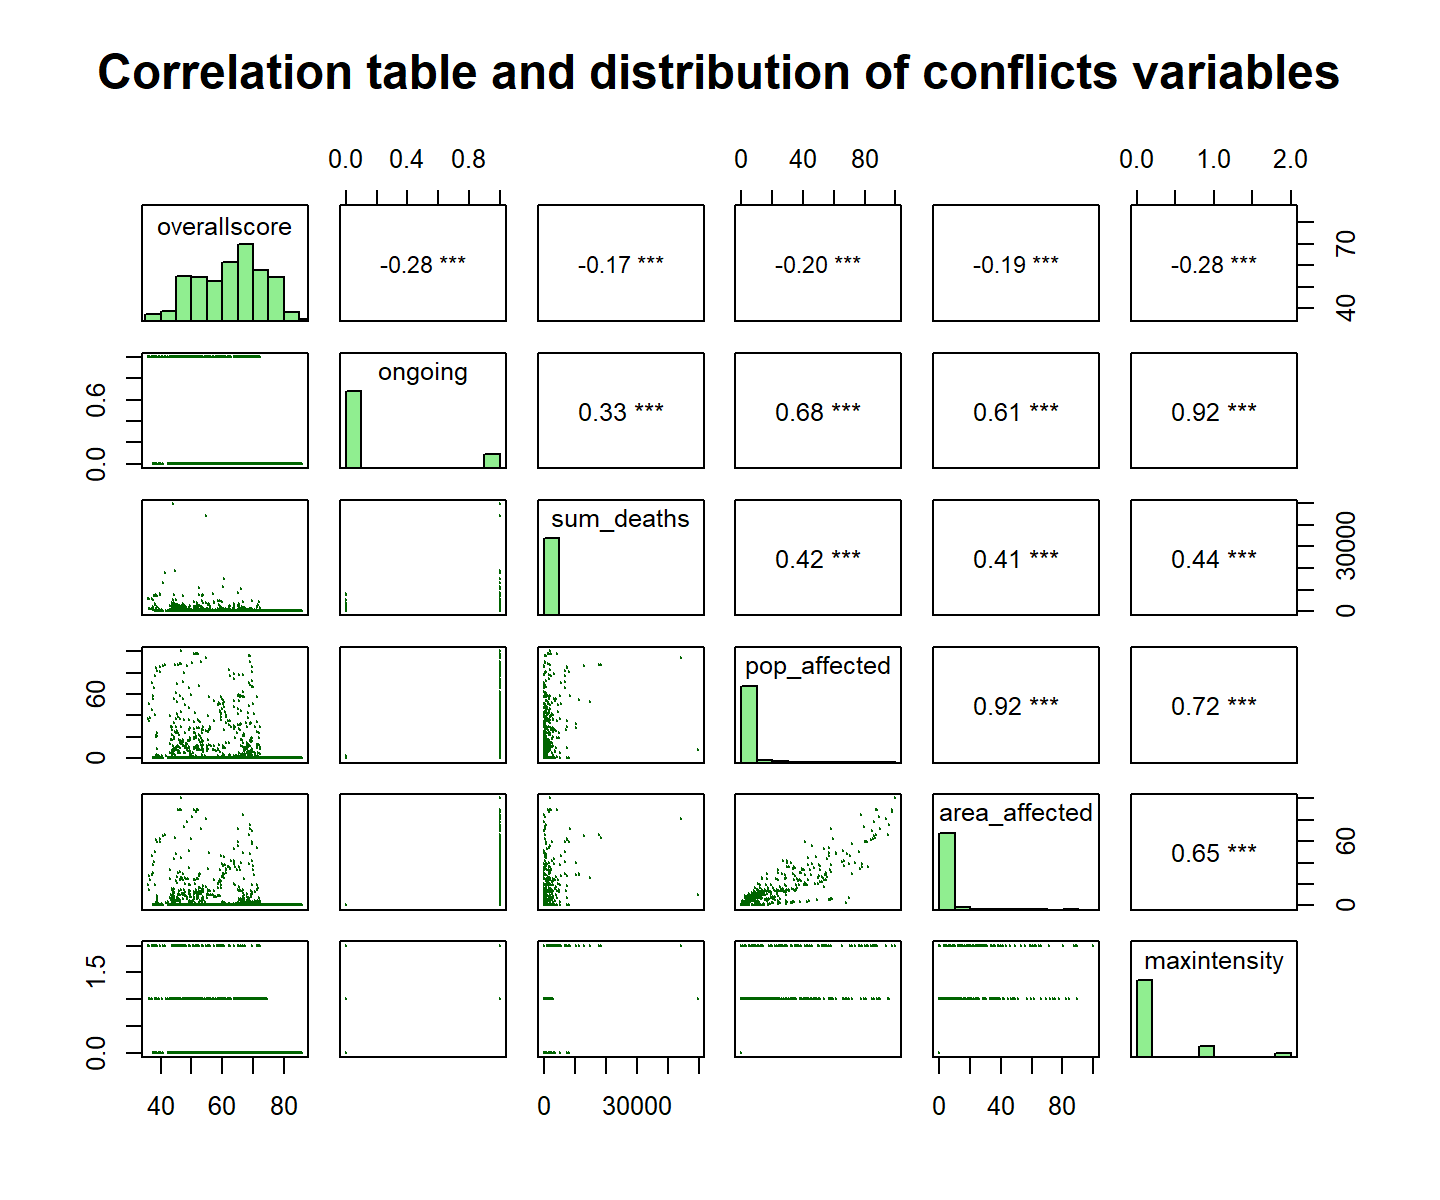 Correlation table and distribution of conflicts variables
0.0 0.4 0.8 0 40 80 0.0 1.0 2.0
overallscore -0.28 *** -0.17 *** -0.20 *** -0.19 *** -0.28 *** 40 70
0.0 0.6 ongoing 0.33 *** 0.68 *** 0.61 *** 0.92 ***
sum_deaths 0.42 *** 0.41 *** 0.44 *** 0 30000
0 60 pop_affected 0.92 *** 0.72 ***
area_affected 0.65 *** 0 60
0.0 1.5 maxintensity
40 60 80 0 30000 0 40 80